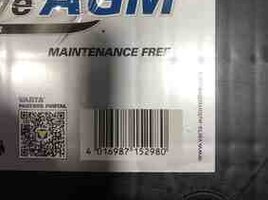 e AGM
MAINTENANCE FREE
VARTA
PARTNER PORTAL
4 016987 152980